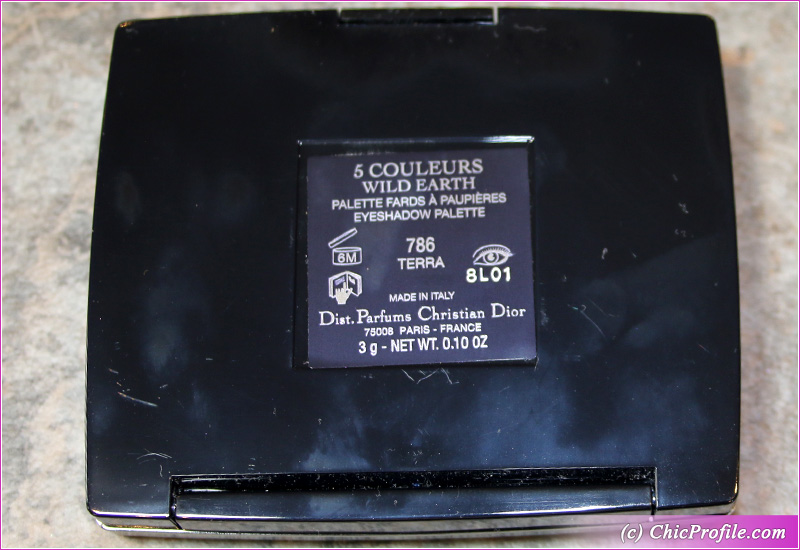 5 COULEURS
WILD EARTH
PALETTE FARDS À PAUPIÈRES
EYESHADOW PALETTE
6M
786
TERRA
8L01
MADE IN ITALY
Dist. Parfums Christian Dior
75008 PARIS - FRANCE
3 g - NET WT. 0.10 OZ
(c) ChicProfile.com